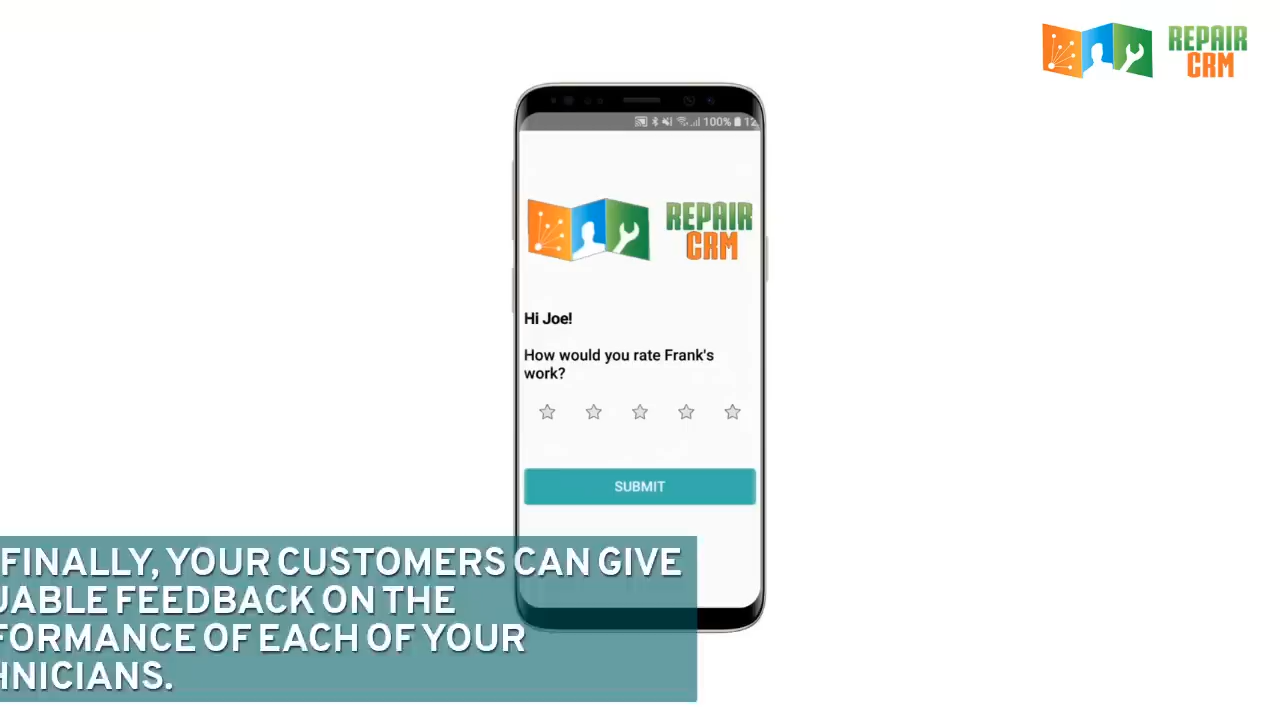 REPAIR
CRM
100% 12
REPAIR
CRM
Hi Joe!
How would you rate Frank's
work?
SUBMIT
FINALLY, YOUR CUSTOMERS CAN GIVE
UABLE FEEDBACK ON THE
FORMANCE OF EACH OF YOUR
HNICIANS.